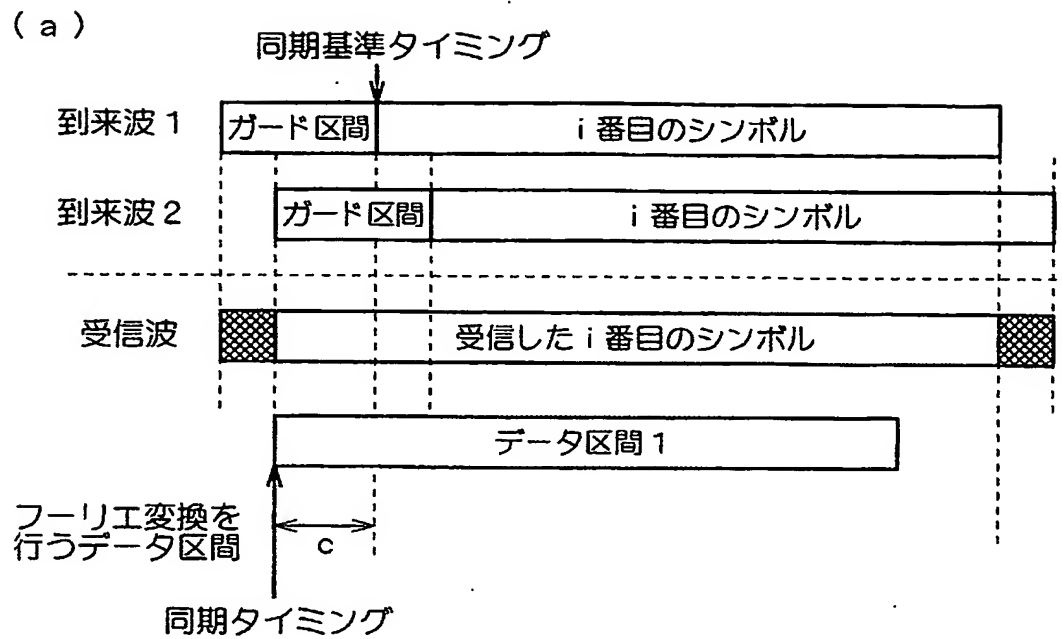 (a)
同期基準タイミング
到来波1 ガード区間 i番目のシンボル
到来波2 ガード区間 i番目のシンボル
受信波 受信したi番目のシンボル
データ区間1
フーリエ変換を
行うデータ区間
c
同期タイミング